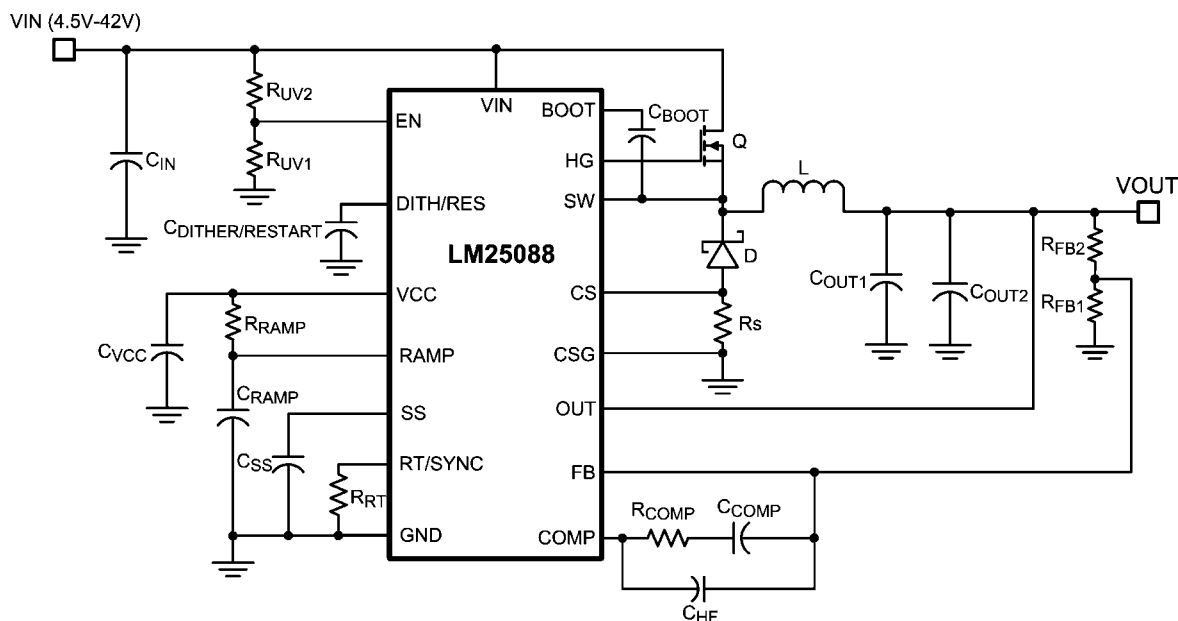 VIN (4.5V-42V)
RUV2
RUV1
CIN
VIN
BOOT
CBOOT
EN
HG
Q
SW
L
VOUT
DITH/RES
CDITHER/RESTART
LM25088
D
RFB2
RFB1
COUT1
COUT2
VCC
CS
RRAMP
Rs
CVCC
RAMP
CSG
CRAMP
SS
OUT
CSS
RT/SYNC
FB
RRT
RCOMP
CCOMP
GND
COMP
CHF